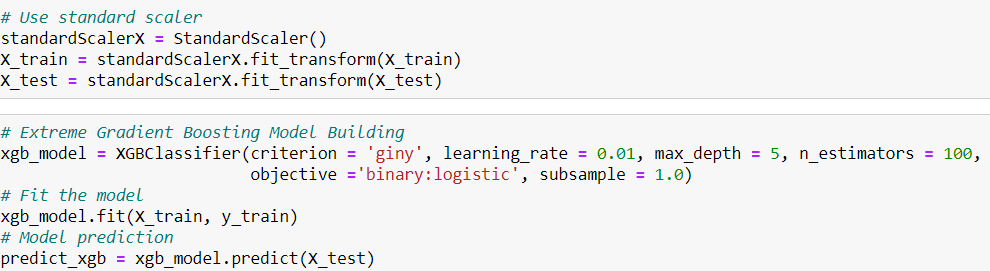 # Use standard scaler
standardScalerX = StandardScaler()
X_train = standardScalerX.fit_transform(X_train)
X_test = standardScalerX.fit_transform(X_test)
# Extreme Gradient Boosting Model Building
xgb_model = XGBClassifier(criterion = 'giny', learning_rate = 0.01, max_depth = 5, n_estimators = 100,
objective ='binary:logistic', subsample = 1.0)
# Fit the model
xgb_model.fit(X_train, y_train)
# Model prediction
predict_xgb = xgb_model.predict(X_test)